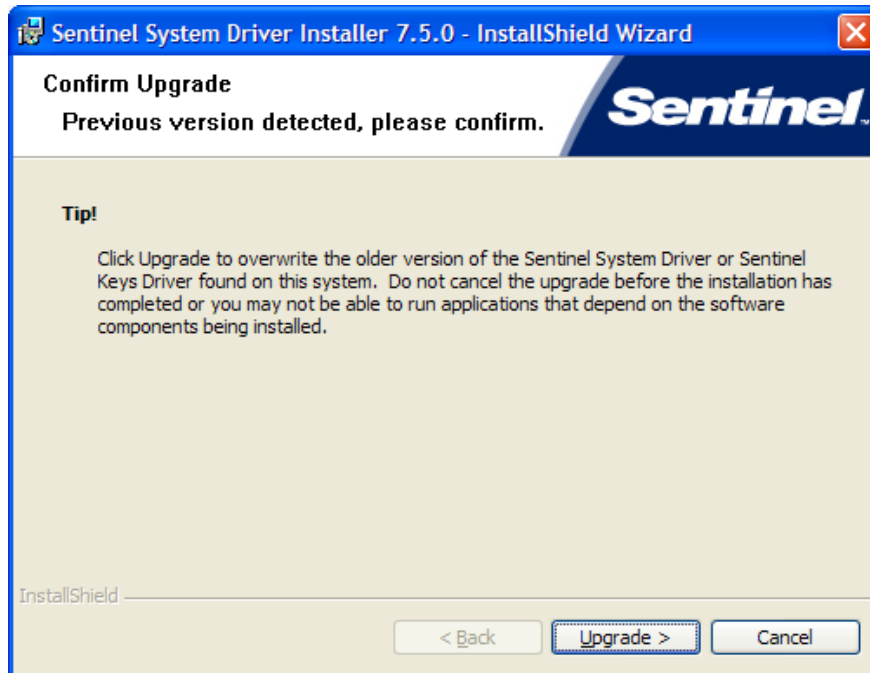 Sentinel System Driver Installer 7.5.0 - InstallShield Wizard
Confirm Upgrade
Previous version detected, please confirm.
Sentinel™
Tip!
Click Upgrade to overwrite the older version of the Sentinel System Driver or Sentinel
Keys Driver found on this system. Do not cancel the upgrade before the installation has
completed or you may not be able to run applications that depend on the software
components being installed.
InstallShield
< Back
Upgrade >
Cancel